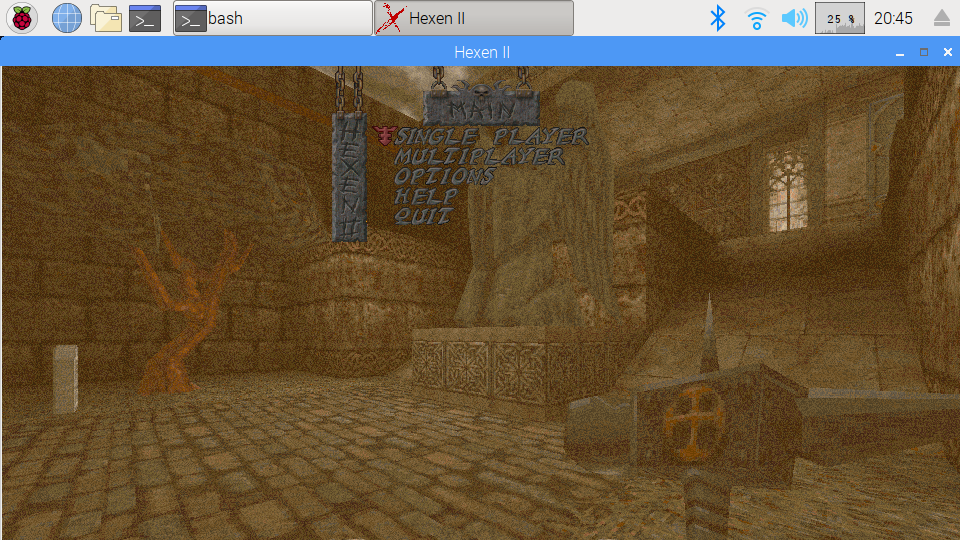 bash
Hexen II
25 %
20:45
Hexen II
MAIN
HEXEN II
SINGLE PLAYER
MULTIPLAYER
OPTIONS
HELP
QUIT